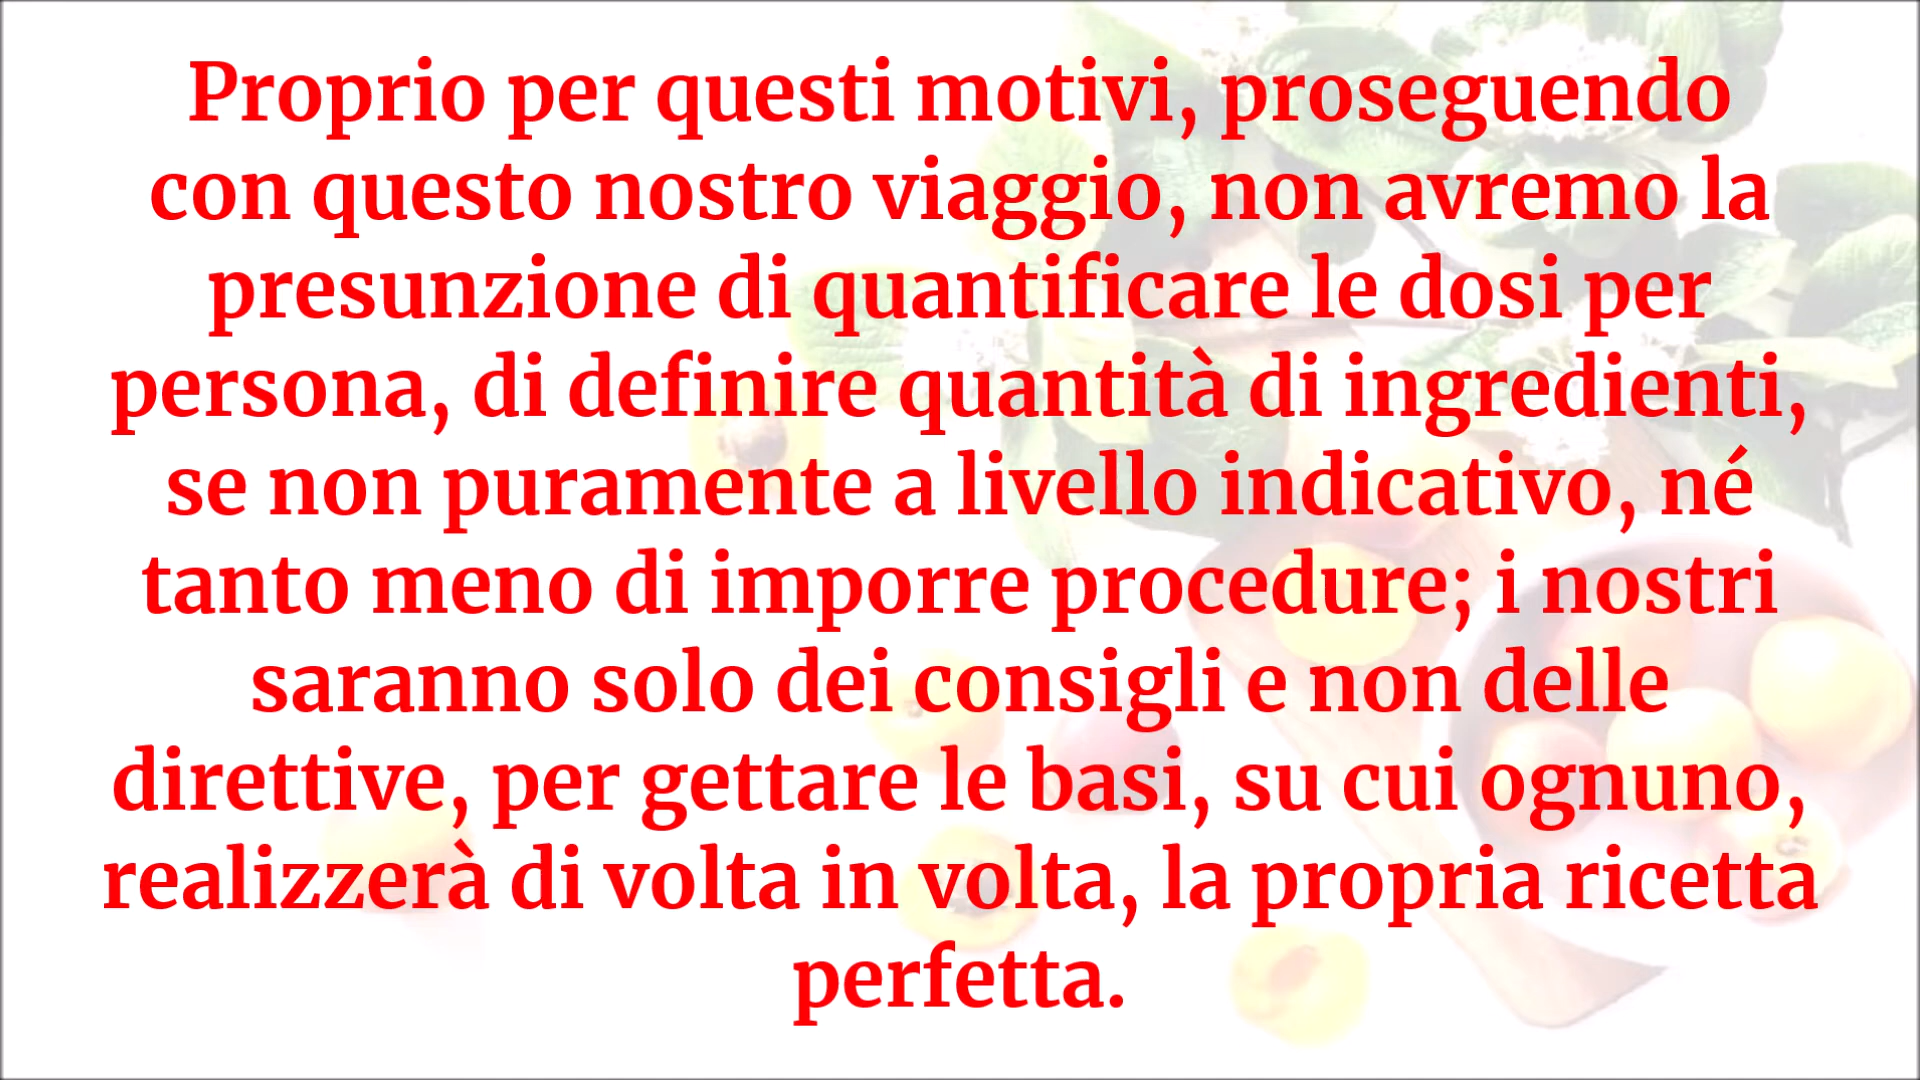 Proprio per questi motivi, proseguendo
con questo nostro viaggio, non avremo la
presunzione di quantificare le dosi per
persona, di definire quantità di ingredienti,
se non puramente a livello indicativo, né
tanto meno di imporre procedure; i nostri
saranno solo dei consigli e non delle
direttive, per gettare le basi, su cui ognuno,
realizzerà di volta in volta, la propria ricetta
perfetta.